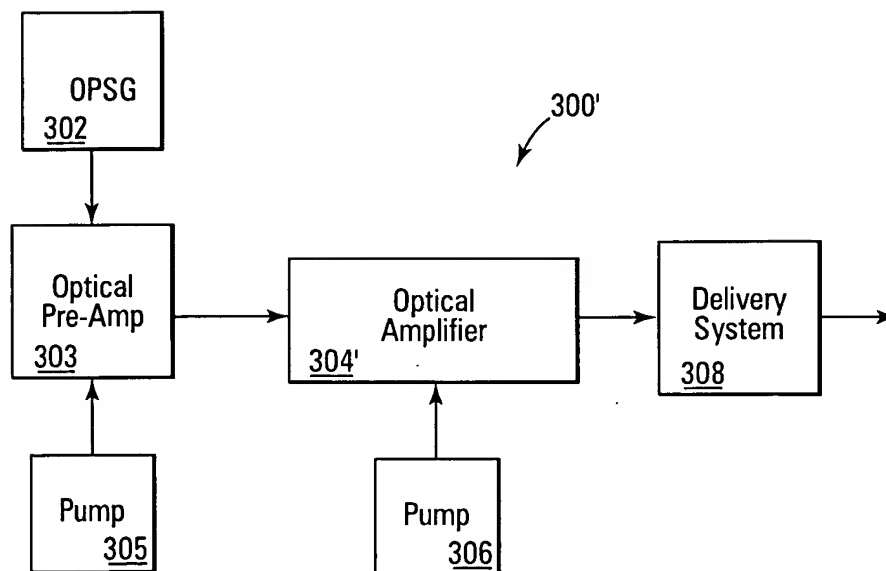 OPSG
302
300'
Optical
Pre-Amp
303
Optical
Amplifier
304'
Delivery
System
308
Pump
305
Pump
306